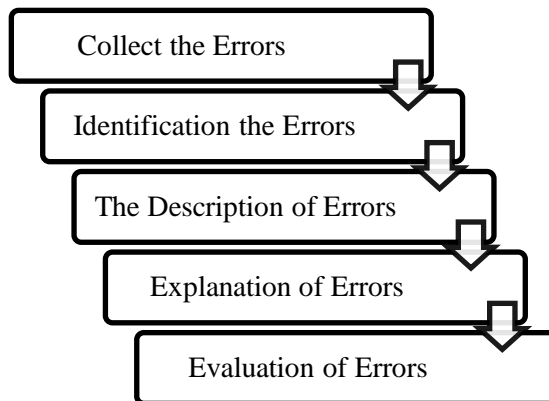 Collect the Errors
Identification the Errors
The Description of Errors
Explanation of Errors
Evaluation of Errors